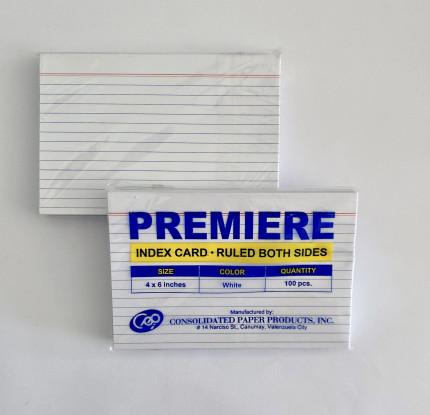 PREMIERE
INDEX CARD • RULED BOTH SIDES
SIZE COLOR QUANTITY
4 x 6 inches White 100 pcs.
Manufactured by:
CONSOLIDATED PAPER PRODUCTS, INC.
# 14 Narciso St., Canumay, Valenzuela City